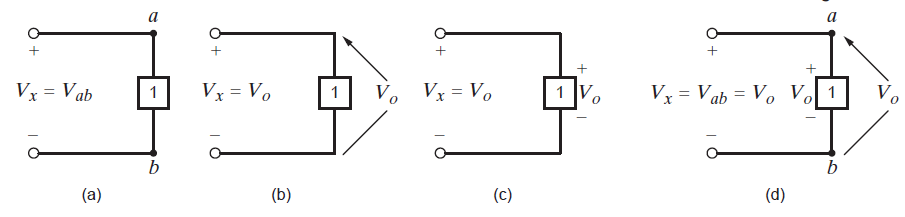 a
+
Vx = Vab
1
−
b
(a)
+
Vx = Vo
1
Vo
−
(b)
+
Vx = Vo
+
1
Vo
−
−
(c)
a
+
Vx = Vab = Vo
+
Vo
−
1
Vo
−
b
(d)